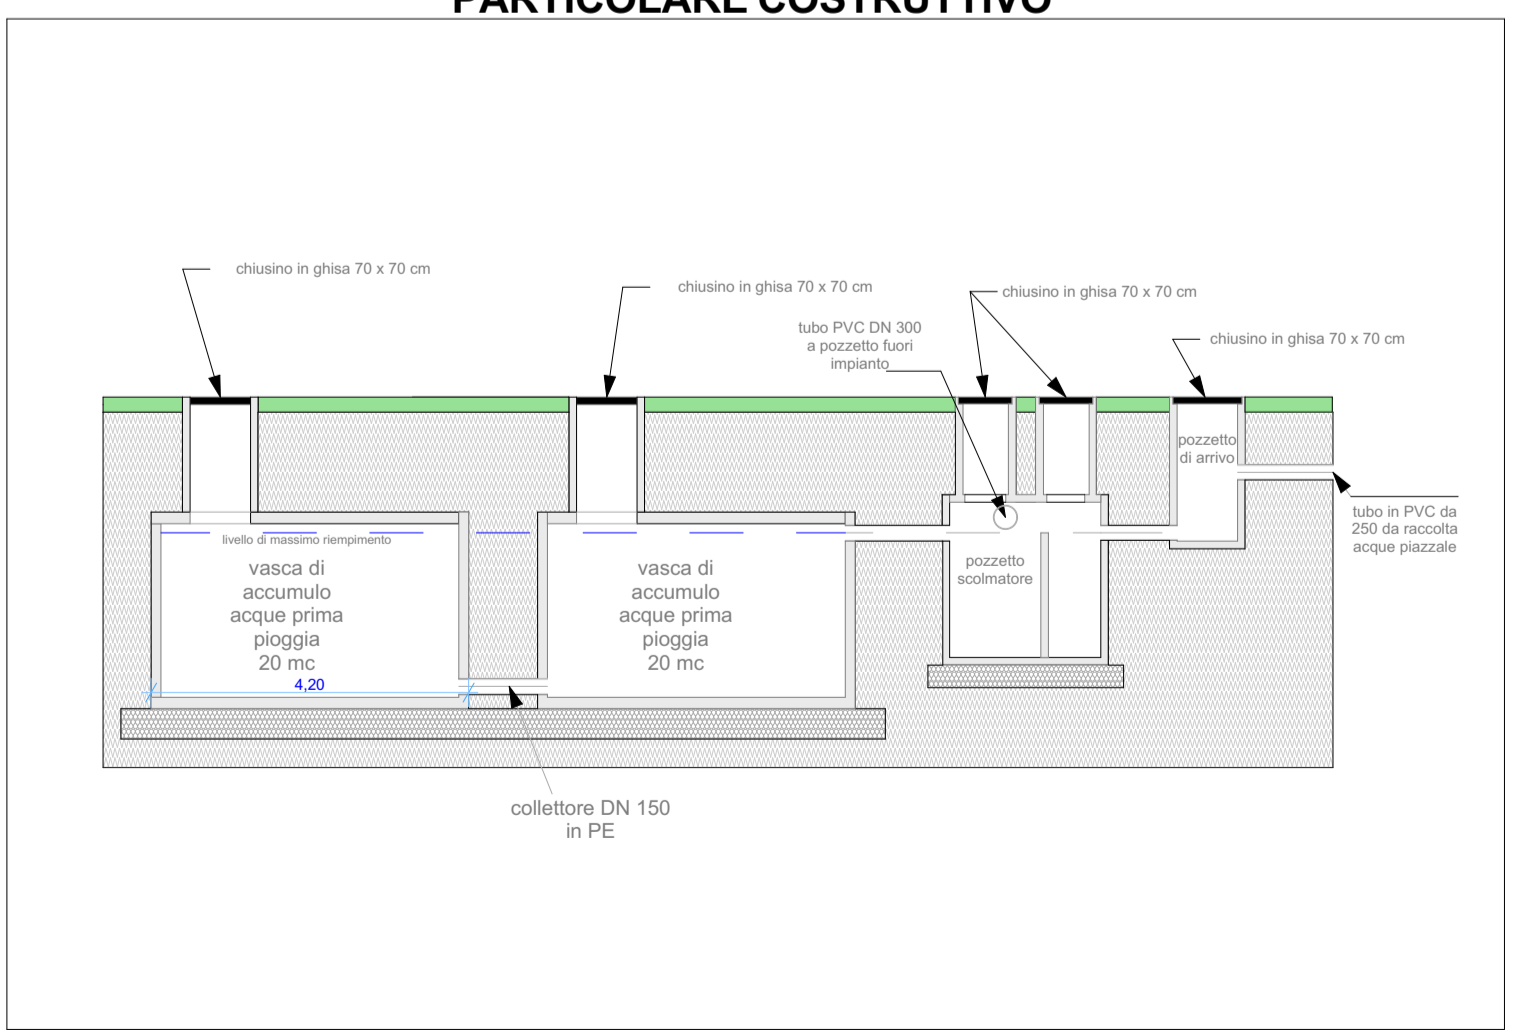 PARTICOLARE COSTRUTTIVO
chiusino in ghisa 70 x 70 cm
chiusino in ghisa 70 x 70 cm
chiusino in ghisa 70 x 70 cm
tubo PVC DN 300
a pozzetto fuori
impianto
chiusino in ghisa 70 x 70 cm
pozzetto
di arrivo
tubo in PVC da
250 da raccolta
acque piazzale
livello di massimo riempimento
vasca di
accumulo
acque prima
pioggia
20 mc
4,20
vasca di
accumulo
acque prima
pioggia
20 mc
pozzetto
scolmatore
collettore DN 150
in PE